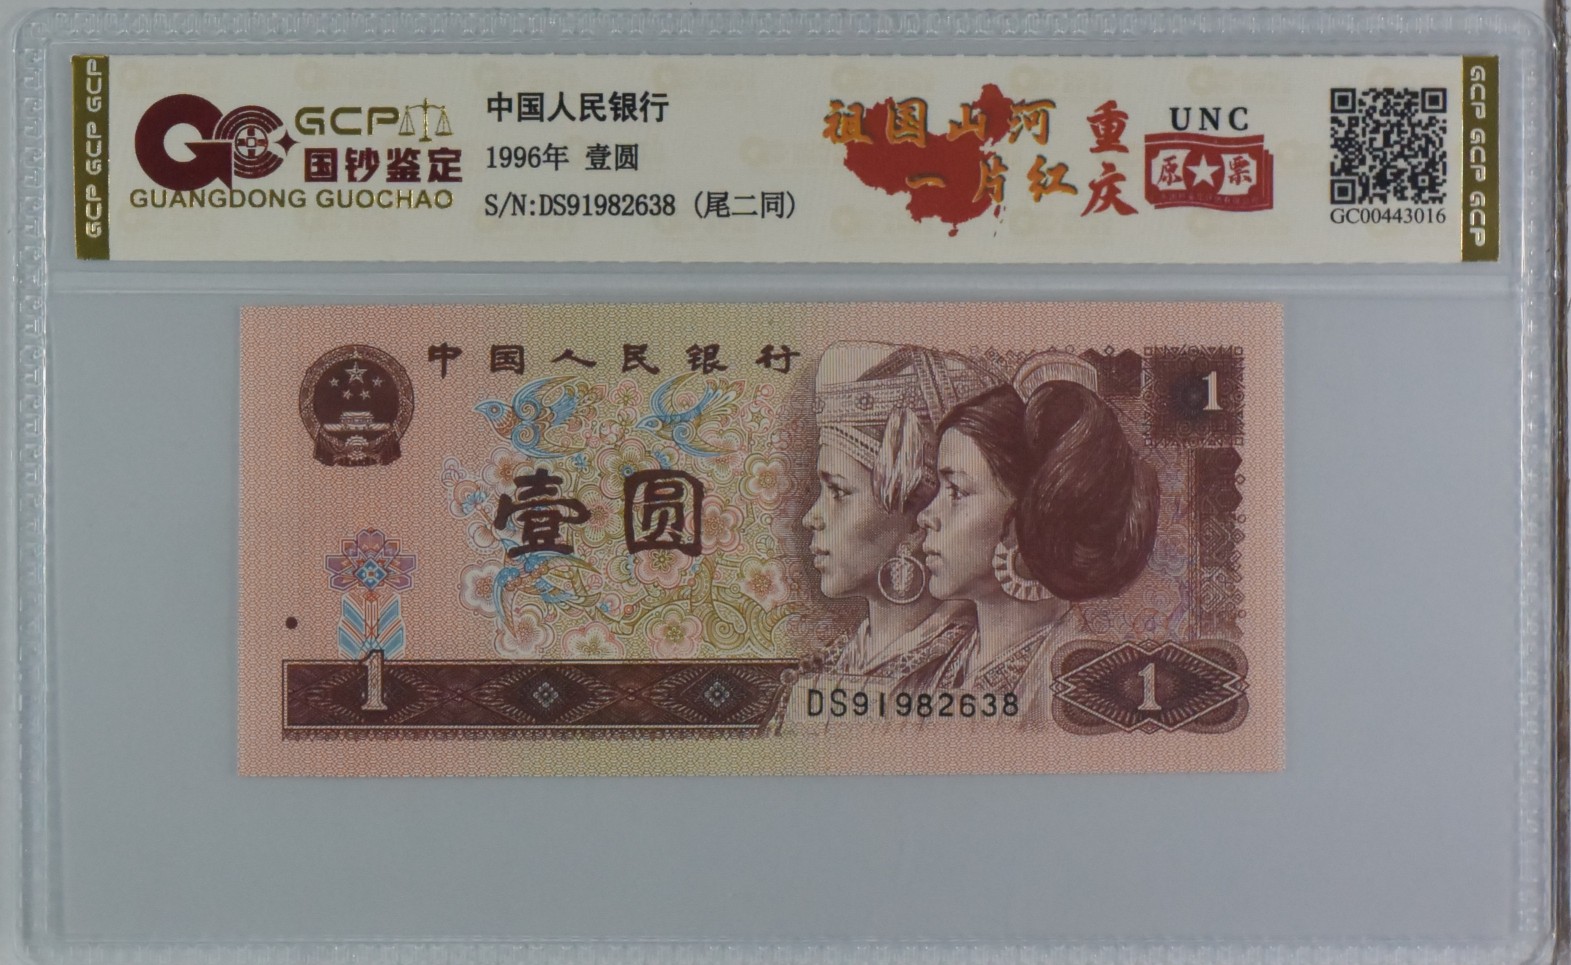 GCP GCP GCP
GCP
国钞鉴定
GUANGDONG GUOCHAO
中国人民银行
1996年 壹圆
S/N:DS91982638 (尾二同)
祖国山河
一片红
重庆
UNC
原票
GC00443016
GCP GCP GCP
中国人民银行
1
壹圆
1
DS91982638
1